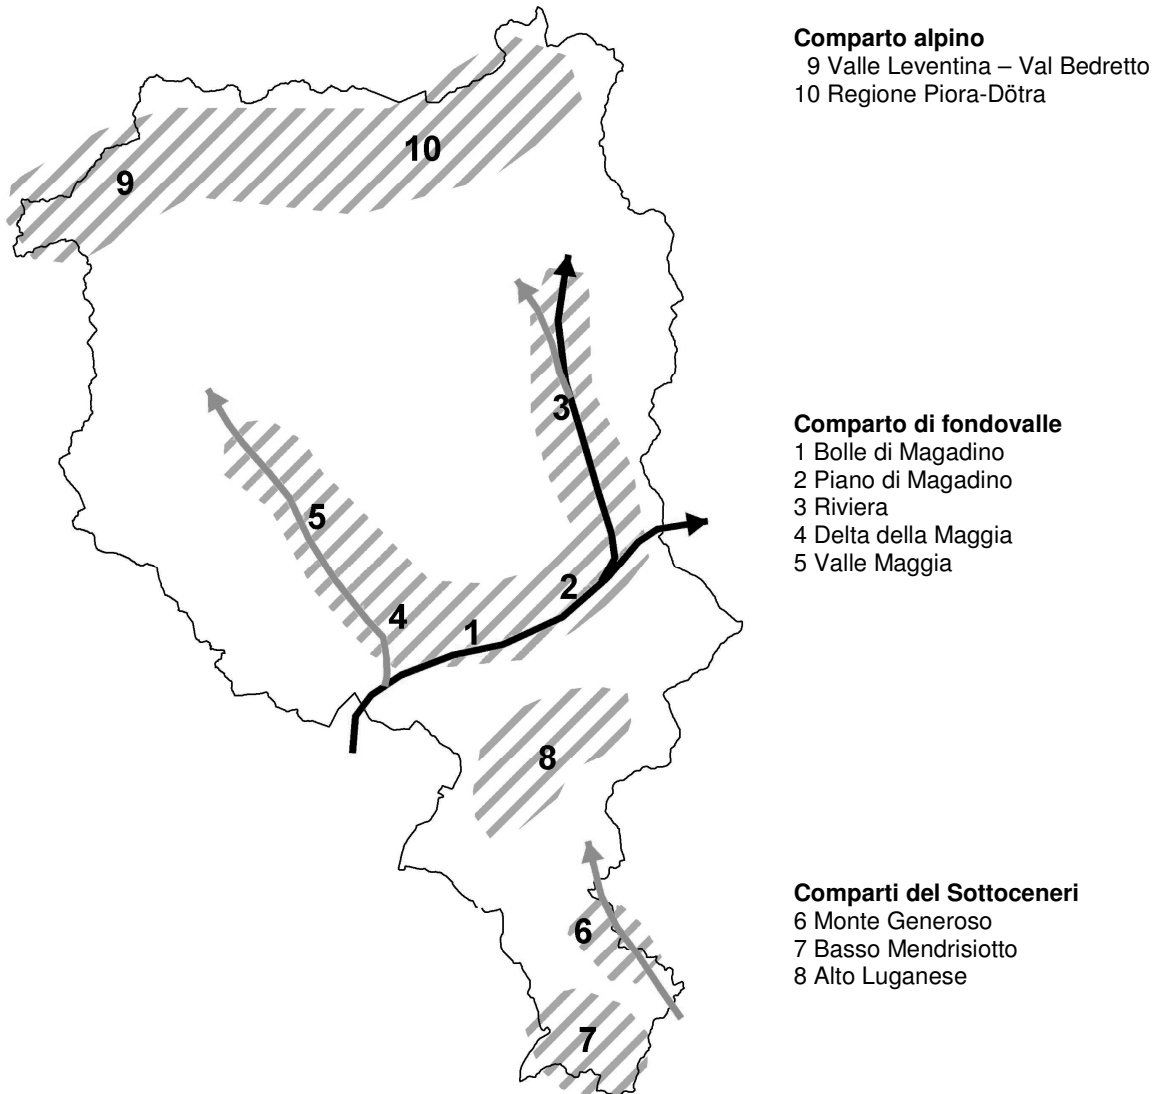 Comparto alpino
9 Valle Leventina – Val Bedretto
10 Regione Piora-Dötra
10
9
3
Comparto di fondovalle
1 Bolle di Magadino
2 Piano di Magadino
3 Riviera
4 Delta della Maggia
5 Valle Maggia
5
2
4
1
8
Comparti del Sottoceneri
6 Monte Generoso
7 Basso Mendrisiotto
8 Alto Luganese
6
7